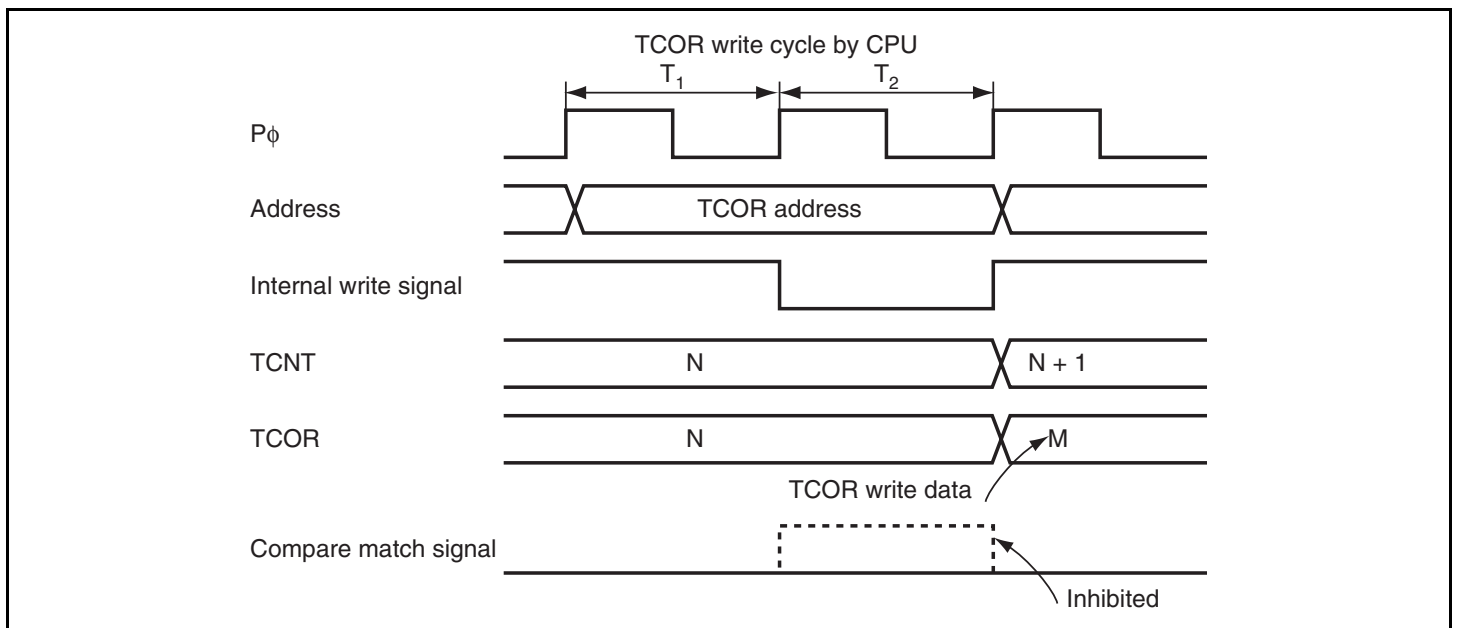 TCOR write cycle by CPU
T1 T2
Pϕ
Address TCOR address
Internal write signal
TCNT N N + 1
TCOR N M
TCOR write data
Compare match signal
Inhibited